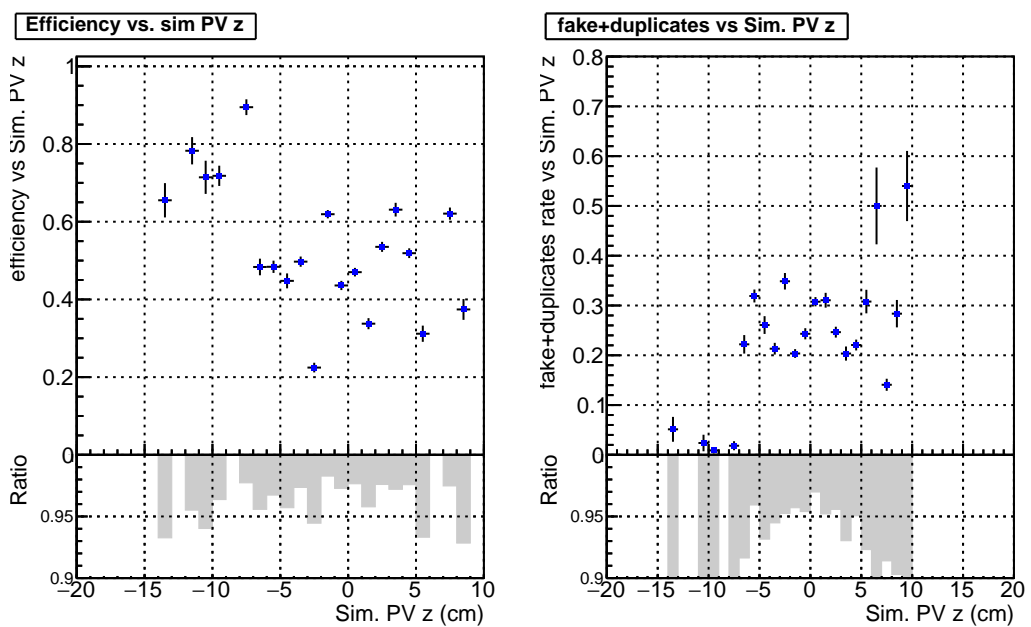 Efficiency vs. sim PV z
efficiency vs Sim. PV z
1
0.8
0.6
0.4
0.2
0
Ratio
0.95
0.9
−20 −15 −10 −5 0 5 10
Sim. PV z (cm)
fake+duplicates vs Sim. PV z
fake+duplicates rate vs Sim. PV z
0.8
0.7
0.6
0.5
0.4
0.3
0.2
0.1
0
Ratio
0.95
0.9
−20 −15 −10 −5 0 5 10 15 20
Sim. PV z (cm)